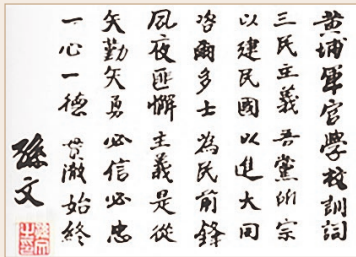 黃埔軍官學校訓詞
三民主義吾黨所宗
以建民國以進大同
咨爾多士為民前鋒
夙夜匪懈主義是從
矢勤矢勇必信必忠
一心一德貫徹始終
孫文